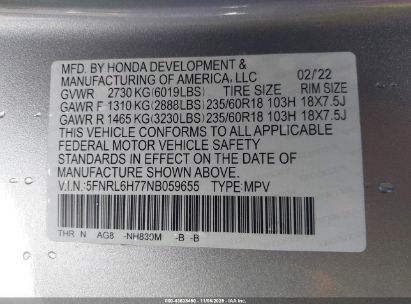 MFD. BY HONDA DEVELOPMENT &
MANUFACTURING OF AMERICA, LLC 02/22
GVWR 2730 KG(6019LBS) TIRE SIZE RIM SIZE
GAWR F 1310 KG(2888LBS) 235/60R18 103H 18X7.5J
GAWR R 1465 KG(3230LBS) 235/60R18 103H 18X7.5J
THIS VEHICLE CONFORMS TO ALL APPLICABLE
FEDERAL MOTOR VEHICLE SAFETY
STANDARDS IN EFFECT ON THE DATE OF
MANUFACTURE SHOWN ABOVE.
V.I.N.: 5FNRL6H77NB059655 TYPE: MPV
THR N AG8 -NH830M -B -B